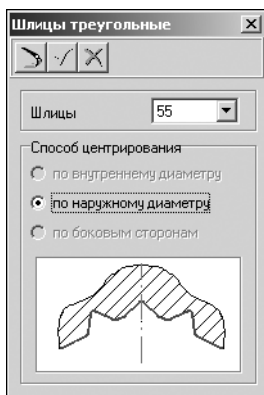 Шлицы треугольные
Шлицы 55
Способ центрирования
по внутреннему диаметру
по наружному диаметру
по боковым сторонам